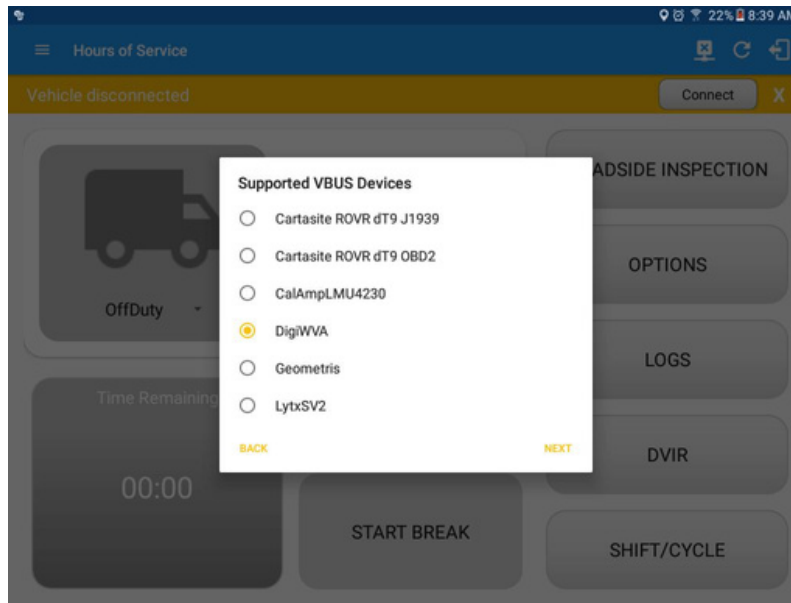 22% 8:39 AM
Hours of Service
Vehicle disconnected
Connect
X
Supported VBUS Devices
Cartasite ROVR dT9 J1939
Cartasite ROVR dT9 OBD2
CalAmpLMU4230
DigiWVA
Geometris
LytxSV2
BACK
NEXT
OffDuty
Time Remaining
00:00
START BREAK
ADSIDE INSPECTION
OPTIONS
LOGS
DVIR
SHIFT/CYCLE